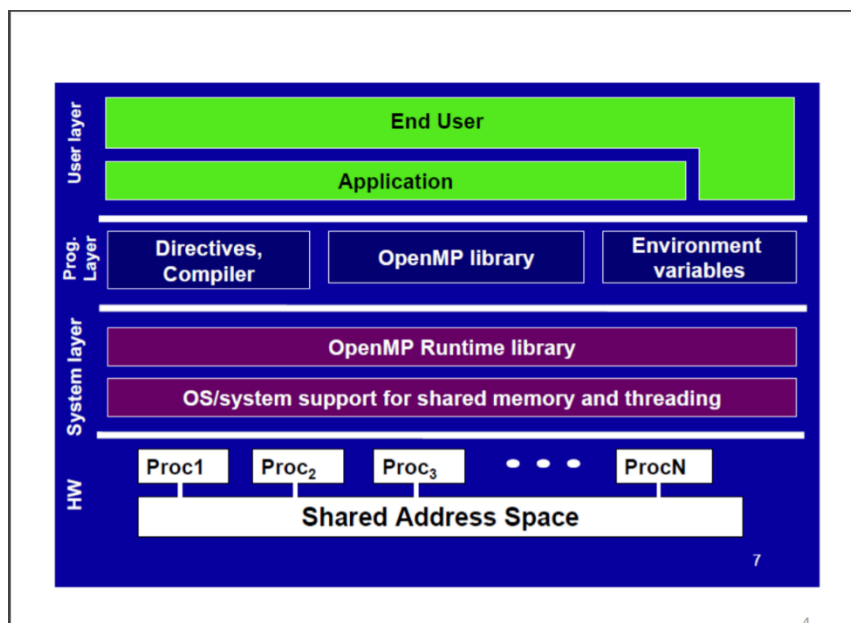 User layer
End User
Application
Prog.
Layer
Directives,
Compiler
OpenMP library
Environment
variables
System layer
OpenMP Runtime library
OS/system support for shared memory and threading
HW
Proc1
Proc2
Proc3
• • •
ProcN
Shared Address Space
7